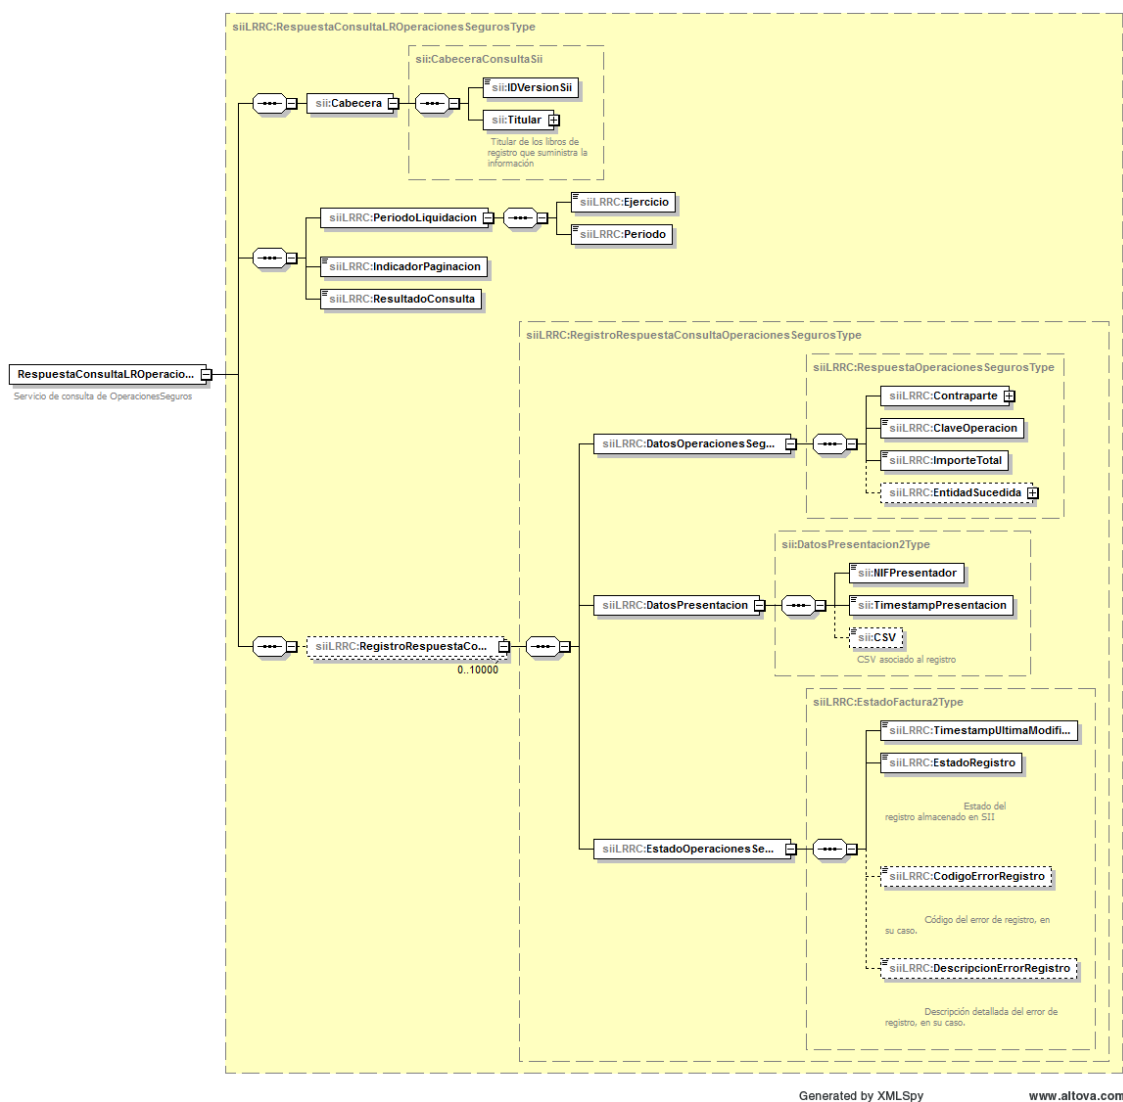 siiLRRC:RespuestaConsultaLROperacionesSegurosType
sii:CabeceraConsultaSii
sii:Cabecera
sii:IDVersionSii
sii:Titular
Titular de los libros de
registro que suministra la
información
siiLRRC:PeriodoLiquidacion
siiLRRC:Ejercicio
siiLRRC:Periodo
siiLRRC:IndicadorPaginacion
siiLRRC:ResultadoConsulta
RespuestaConsultaLROperacio...
Servicio de consulta de OperacionesSeguros
siiLRRC:RegistroRespuestaConsultaOperacionesSegurosType
siiLRRC:RespuestaOperacionesSegurosType
siiLRRC:DatosOperacionesSeg...
siiLRRC:Contraparte
siiLRRC:ClaveOperacion
siiLRRC:ImporteTotal
siiLRRC:EntidadSucedida
sii:DatosPresentacion2Type
siiLRRC:DatosPresentacion
sii:NIFPresentador
sii:TimestampPresentacion
sii:CSV
CSV asociado al registro
siiLRRC:RegistroRespuestaCo...
0..10000
siiLRRC:EstadoFactura2Type
siiLRRC:TimestampUltimaModifi...
siiLRRC:EstadoRegistro
Estado del
registro almacenado en SII
siiLRRC:EstadoOperacionesSe...
siiLRRC:CodigoErrorRegistro
Código del error de registro, en
su caso.
siiLRRC:DescripcionErrorRegistro
Descripción detallada del error de
registro, en su caso.
Generated by XMLSpy
www.altova.com